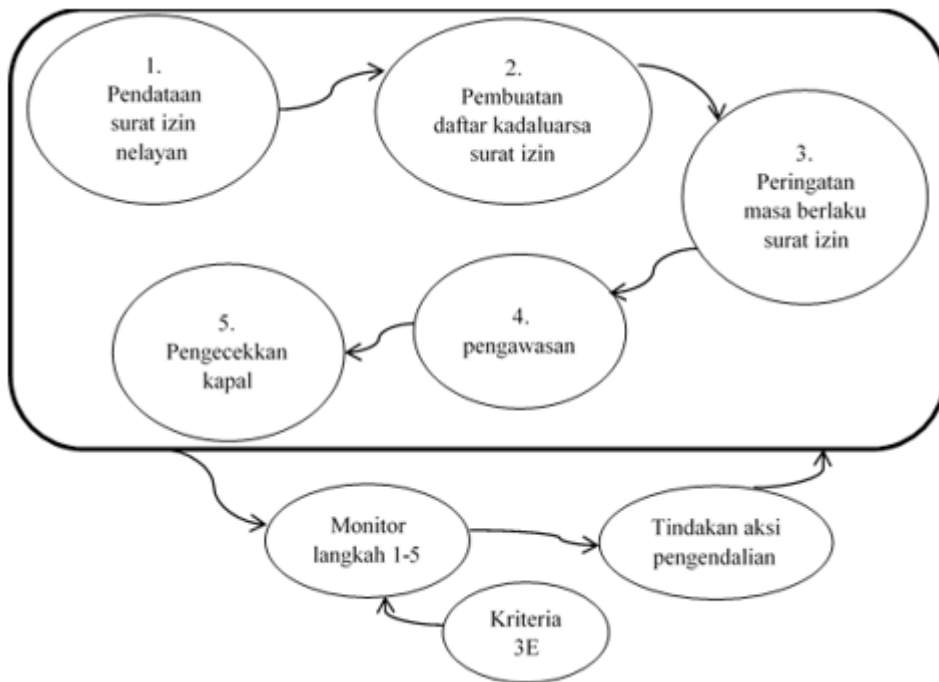 1.
Pendataan
surat izin
nelayan
2.
Pembuatan
daftar kadaluarsa
surat izin
3.
Peringatan
masa berlaku
surat izin
4.
pengawasan
5.
Pengecekkan
kapal
Monitor
langkah 1-5
Tindakan aksi
pengendalian
Kriteria
3E